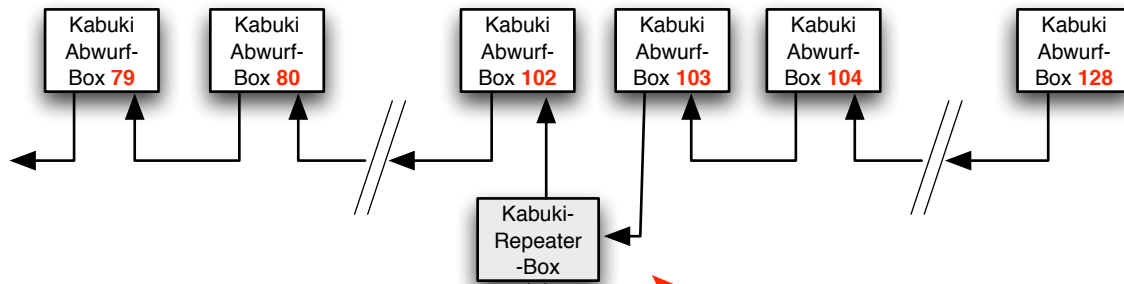 Kabuki
Abwurf-
Box 79
Kabuki
Abwurf-
Box 80
Kabuki
Abwurf-
Box 102
Kabuki
Abwurf-
Box 103
Kabuki
Abwurf-
Box 104
Kabuki
Abwurf-
Box 128
Kabuki-
Repeater
-Box